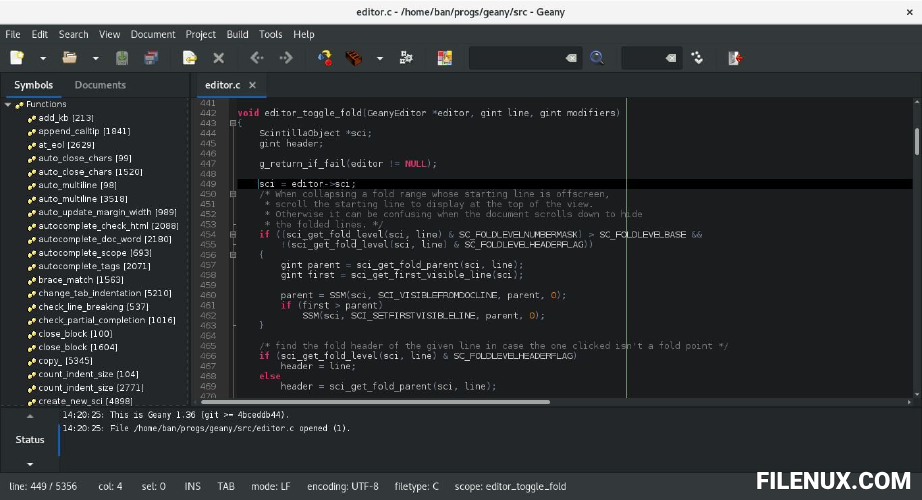 editor.c - /home/ban/progs/geany/src - Geany
File Edit Search View Document Project Build Tools Help
Symbols Documents
editor.c
Functions
add_kb [213]
append_calltip [1841]
at_eol [2629]
auto_close_chars [99]
auto_close_chars [1520]
auto_multiline [98]
auto_multiline [3518]
auto_update_margin_width [989]
autocomplete_check_html [2088]
autocomplete_doc_word [2180]
autocomplete_scope [693]
autocomplete_tags [2071]
brace_match [1563]
change_tab_indentation [5210]
check_line_breaking [537]
check_partial_completion [1016]
close_block [100]
close_block [1604]
copy_ [5345]
count_indent_size [104]
count_indent_size [2771]
create_new_sci [4898]
441
442 void editor_toggle_fold(GeanyEditor *editor, gint line, gint modifiers)
443 {
444 ScintillaObject *sci;
445 gint header;
446
447 g_return_if_fail(editor != NULL);
448
449 sci = editor->sci;
450 /* When collapsing a fold range whose starting line is offscreen,
451 * scroll the starting line to display at the top of the view.
452 * Otherwise it can be confusing when the document scrolls down to hide
453 * the folded lines. */
454 if ((sci_get_fold_level(sci, line) & SC_FOLDLEVELNUMBERMASK) > SC_FOLDLEVELBASE &&
455 !(sci_get_fold_level(sci, line) & SC_FOLDLEVELHEADERFLAG))
456 {
457 gint parent = sci_get_fold_parent(sci, line);
458 gint first = sci_get_first_visible_line(sci);
459
460 parent = SSM(sci, SCI_VISIBLEFROMDOCLINE, parent, 0);
461 if (first > parent)
462 SSM(sci, SCI_SETFIRSTVISIBLELINE, parent, 0);
463 }
464
465 /* find the fold header of the given line in case the one clicked isn't a fold point */
466 if (sci_get_fold_level(sci, line) & SC_FOLDLEVELHEADERFLAG)
467 header = line;
468 else
469 header = sci_get_fold_parent(sci, line);
470
Status
14:20:25: This is Geany 1.36 (git >= 4bceddb44).
14:20:25: File /home/ban/progs/geany/src/editor.c opened (1).
line: 449 / 5356 col: 4 sel: 0 INS TAB mode: LF encoding: UTF-8 filetype: C scope: editor_toggle_fold
FILENUX.COM